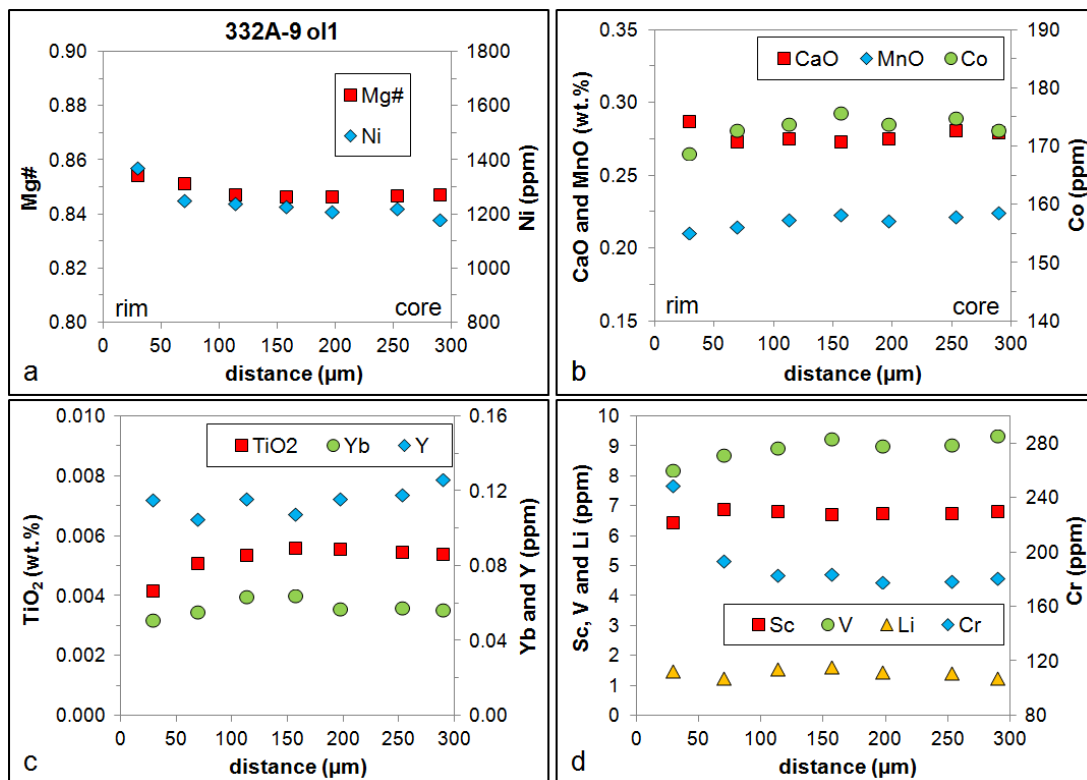 332A-9 ol1
0.90
0.88
0.86
0.84
0.82
0.80
Mg#
Mg#
Ni
1800
1600
1400
1200
1000
800
Ni (ppm)
rim
core
0 50 100 150 200 250 300
distance (µm)
a
0.35
0.30
0.25
0.20
0.15
CaO and MnO (wt.%)
CaO MnO Co
190
180
170
160
150
140
Co (ppm)
rim
core
0 50 100 150 200 250 300
distance (µm)
b
0.010
0.008
0.006
0.004
0.002
0.000
TiO₂ (wt.%)
TiO2 Yb Y
0.16
0.12
0.08
0.04
0.00
Yb and Y (ppm)
0 50 100 150 200 250 300
distance (µm)
c
10
9
8
7
6
5
4
3
2
1
0
Sc, V and Li (ppm)
Sc V Li Cr
280
240
200
160
120
80
Cr (ppm)
0 50 100 150 200 250 300
distance (µm)
d